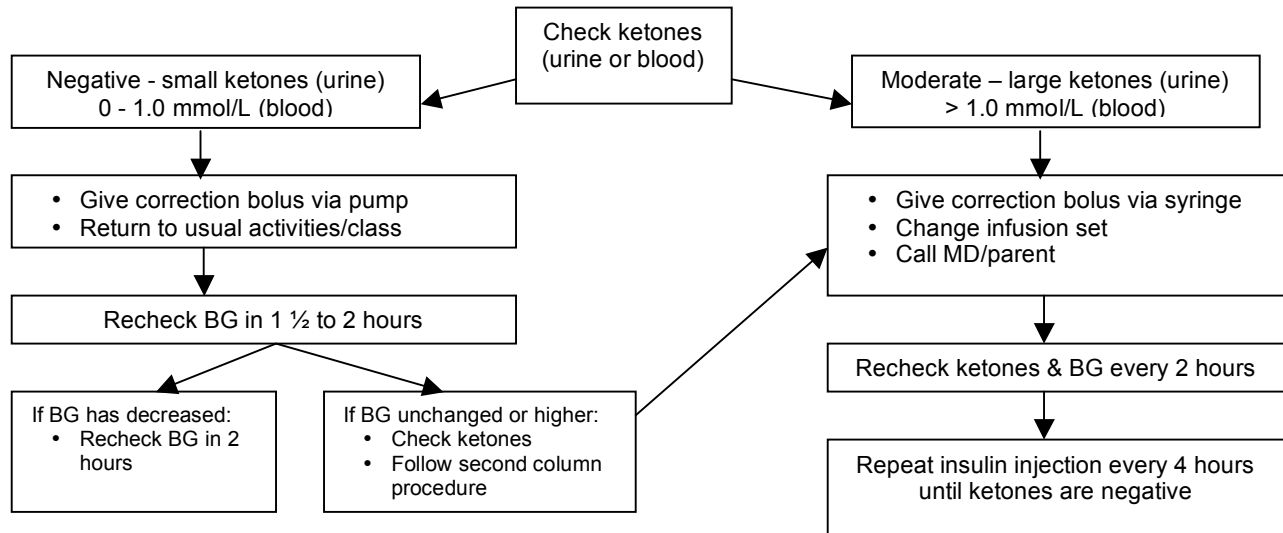 Check ketones
(urine or blood)
Negative - small ketones (urine)
0 - 1.0 mmol/L (blood)
• Give correction bolus via pump
• Return to usual activities/class
Recheck BG in 1 ½ to 2 hours
If BG has decreased:
• Recheck BG in 2
hours
If BG unchanged or higher:
• Check ketones
• Follow second column
procedure
Moderate – large ketones (urine)
> 1.0 mmol/L (blood)
• Give correction bolus via syringe
• Change infusion set
• Call MD/parent
Recheck ketones & BG every 2 hours
Repeat insulin injection every 4 hours
until ketones are negative